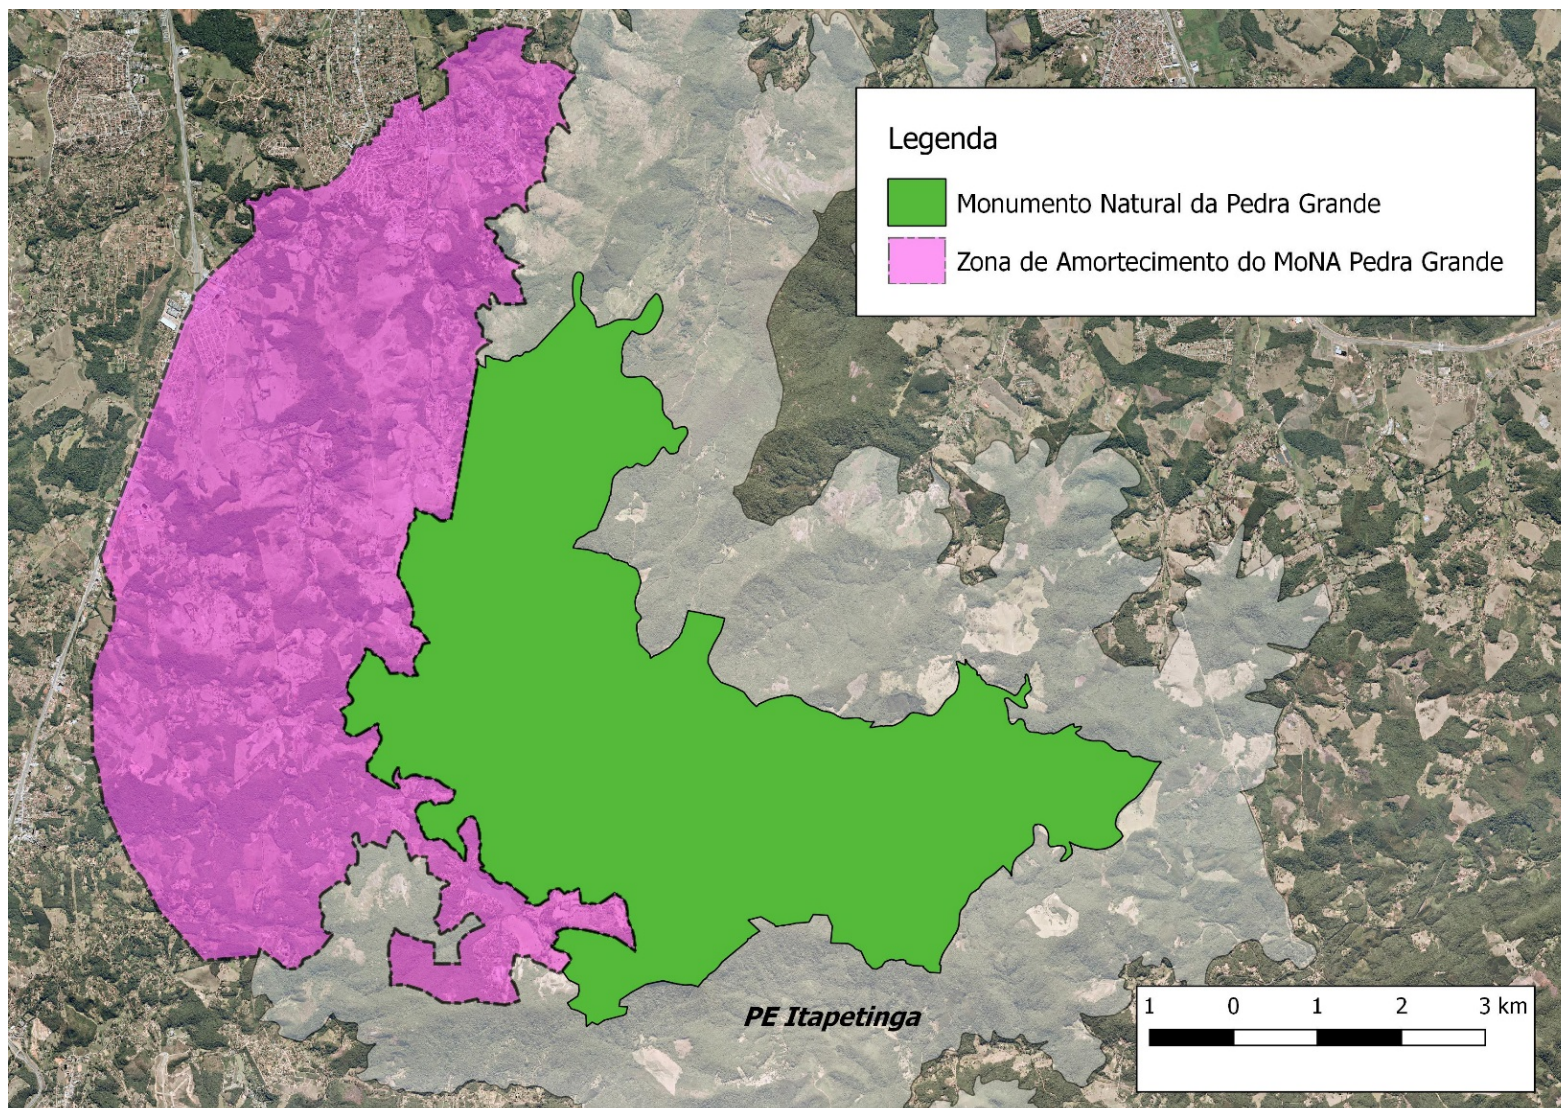 Legenda
Monumento Natural da Pedra Grande
Zona de Amortecimento do MoNA Pedra Grande
PE Itapetinga
1 0 1 2 3 km